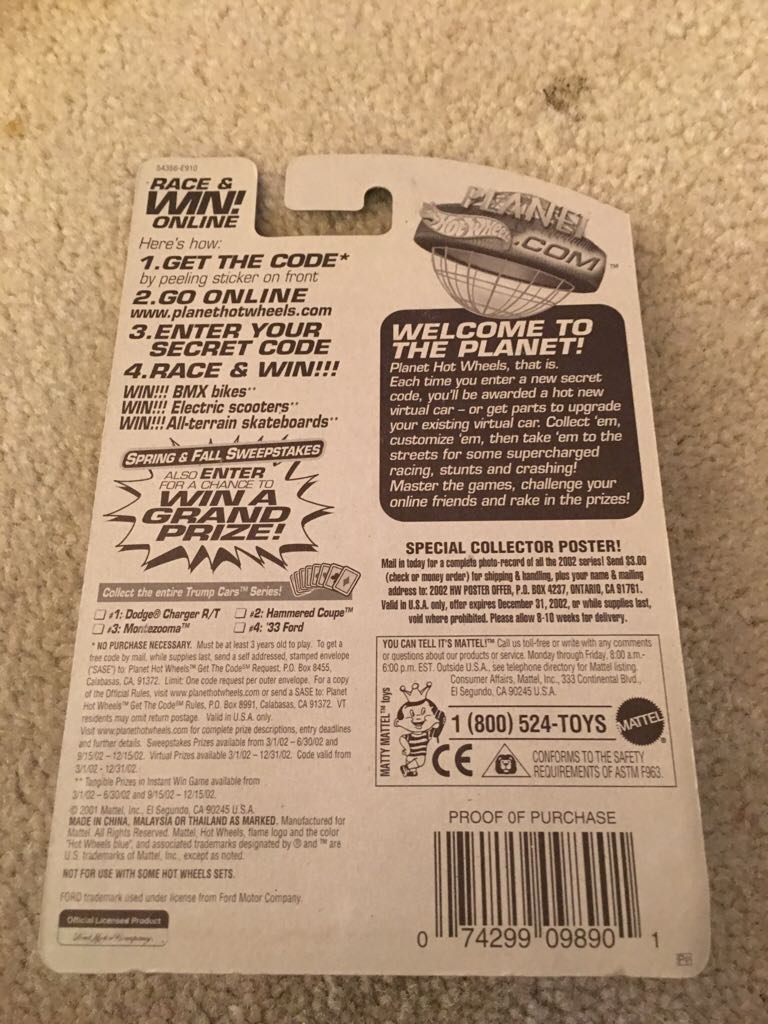 54356-E910
RACE &
WIN!
ONLINE
Here's how:
1.GET THE CODE*
by peeling sticker on front
2.GO ONLINE
www.planethotwheels.com
3.ENTER YOUR
SECRET CODE
4.RACE & WIN!!!
WIN!!! BMX bikes**
WIN!!! Electric scooters**
WIN!!! All-terrain skateboards**
SPRING & FALL SWEEPSTAKES
ALSO ENTER
FOR A CHANCE TO
WIN A
GRAND
PRIZE!
Collect the entire Trump Cars™ Series!
#1: Dodge® Charger R/T
#2: Hammered Coupe™
#3: Montezooma™
#4: '33 Ford
* NO PURCHASE NECESSARY. Must be at least 3 years old to play. To get a
free code by mail, while supplies last, send a self addressed, stamped envelope
("SASE") to: Planet Hot Wheels™ Get The Code℠ Request, P.O. Box 8455,
Calabasas, CA. 91372. Limit: One code request per outer envelope. For a copy
of the Official Rules, visit www.planethotwheels.com or send a SASE to: Planet
Hot Wheels™ Get The Code℠ Rules, P.O. Box 8991, Calabasas, CA 91372. VT
residents may omit return postage. Valid in U.S.A. only.
Visit www.planethotwheels.com for complete prize descriptions, entry deadlines
and further details. Sweepstakes Prizes available from 3/1/02 – 6/30/02 and
9/15/02 – 12/15/02. Virtual Prizes available 3/1/02 – 12/31/02. Code valid from
3/1/02 - 12/31/02.
** Tangible Prizes in Instant Win Game available from
3/1/02 – 6/30/02 and 9/15/02 – 12/15/02.
© 2001 Mattel, Inc., El Segundo, CA 90245 U.S.A.
MADE IN CHINA, MALAYSIA OR THAILAND AS MARKED. Manufactured for
Mattel. All Rights Reserved. Mattel, Hot Wheels, flame logo and the color
"Hot Wheels blue", and associated trademarks designated by ® and ™ are
U.S. trademarks of Mattel, Inc., except as noted.
NOT FOR USE WITH SOME HOT WHEELS SETS.
FORD trademark used under license from Ford Motor Company.
Official Licensed Product
Ford Motor Company
PLANET
Hot Wheels
.COM™
WELCOME TO
THE PLANET!
Planet Hot Wheels, that is.
Each time you enter a new secret
code, you'll be awarded a hot new
virtual car – or get parts to upgrade
your existing virtual car. Collect 'em,
customize 'em, then take 'em to the
streets for some supercharged
racing, stunts and crashing!
Master the games, challenge your
online friends and rake in the prizes!
SPECIAL COLLECTOR POSTER!
Mail in today for a complete photo-record of all the 2002 series! Send $3.00
(check or money order) for shipping & handling, plus your name & mailing
address to: 2002 HW POSTER OFFER, P.O. BOX 4237, ONTARIO, CA 91761.
Valid in U.S.A. only, offer expires December 31, 2002, or while supplies last,
void where prohibited. Please allow 8-10 weeks for delivery.
YOU CAN TELL IT'S MATTEL!™ Call us toll-free or write with any comments
or questions about our products or service. Monday through Friday, 8:00 a.m.-
6:00 p.m. EST. Outside U.S.A., see telephone directory for Mattel listing.
Consumer Affairs, Mattel, Inc., 333 Continental Blvd.,
El Segundo, CA 90245 U.S.A.
MATTY MATTEL™ toys
1 (800) 524-TOYS
MATTEL®
CE
CONFORMS TO THE SAFETY
REQUIREMENTS OF ASTM F963.
PROOF OF PURCHASE
0 74299 09890 1